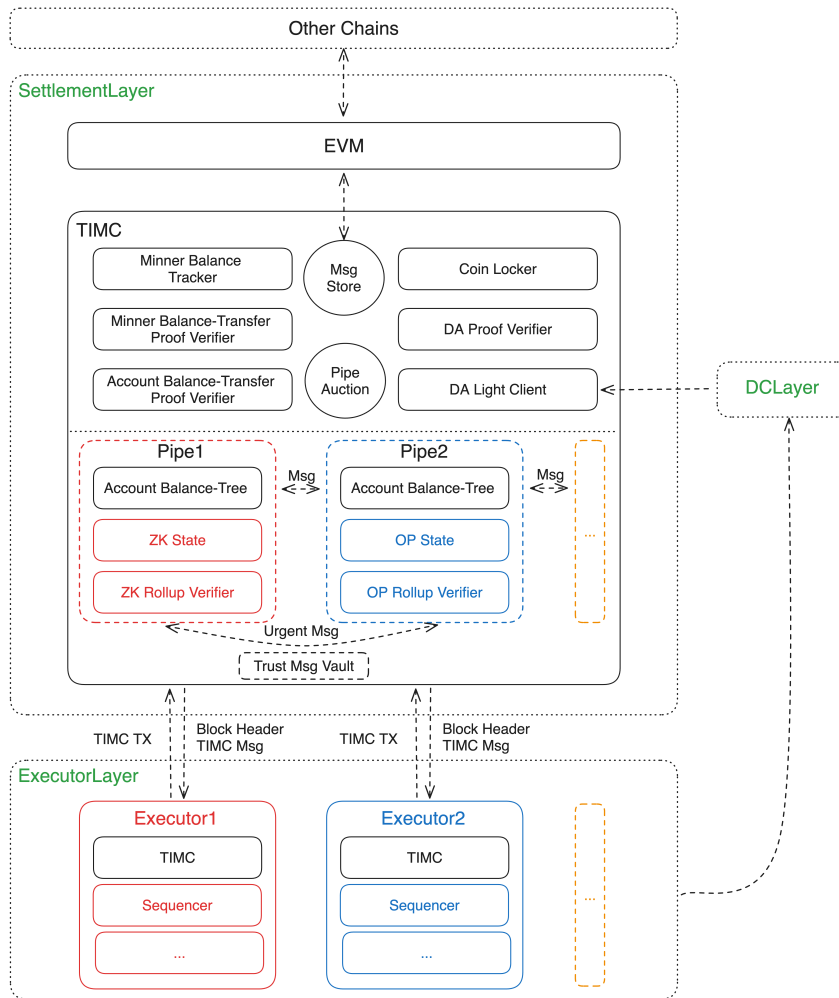 Other Chains
SettlementLayer
EVM
TIMC
Minner Balance
Tracker
Msg
Store
Coin Locker
Minner Balance-Transfer
Proof Verifier
DA Proof Verifier
Account Balance-Transfer
Proof Verifier
Pipe
Auction
DA Light Client
DCLayer
Pipe1
Account Balance-Tree
ZK State
ZK Rollup Verifier
Msg
Pipe2
Account Balance-Tree
OP State
OP Rollup Verifier
Msg
...
Urgent Msg
Trust Msg Vault
TIMC TX
Block Header
TIMC Msg
TIMC TX
Block Header
TIMC Msg
ExecutorLayer
Executor1
TIMC
Sequencer
...
Executor2
TIMC
Sequencer
...
...